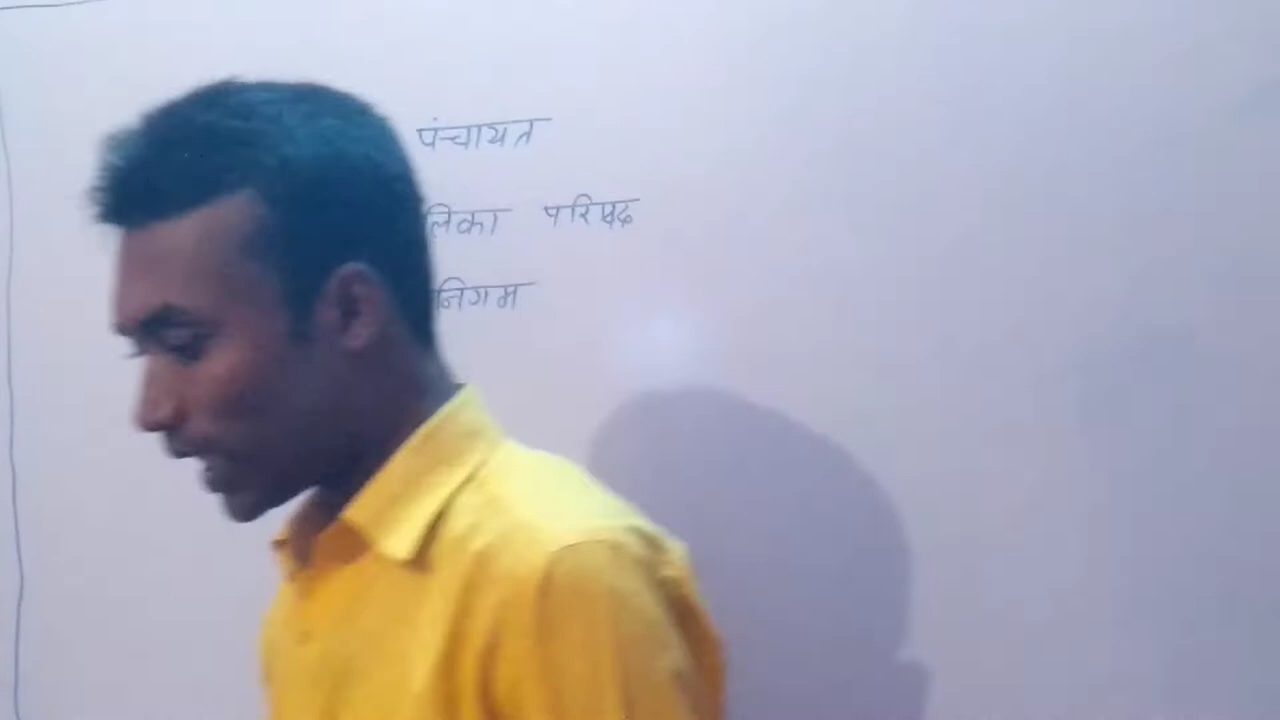 पंचायत
लिका परिषद
निगम